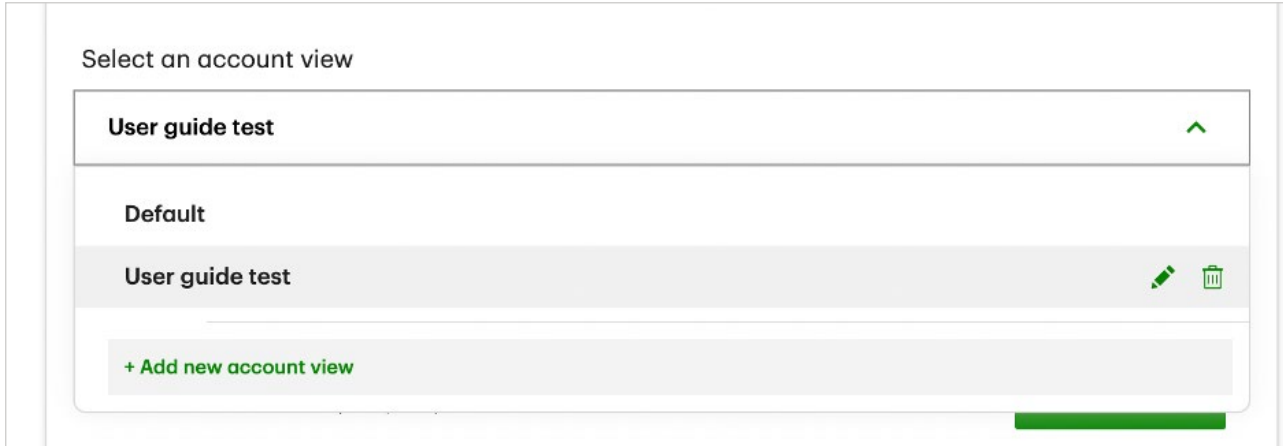 Select an account view
User guide test
Default
User guide test
+ Add new account view